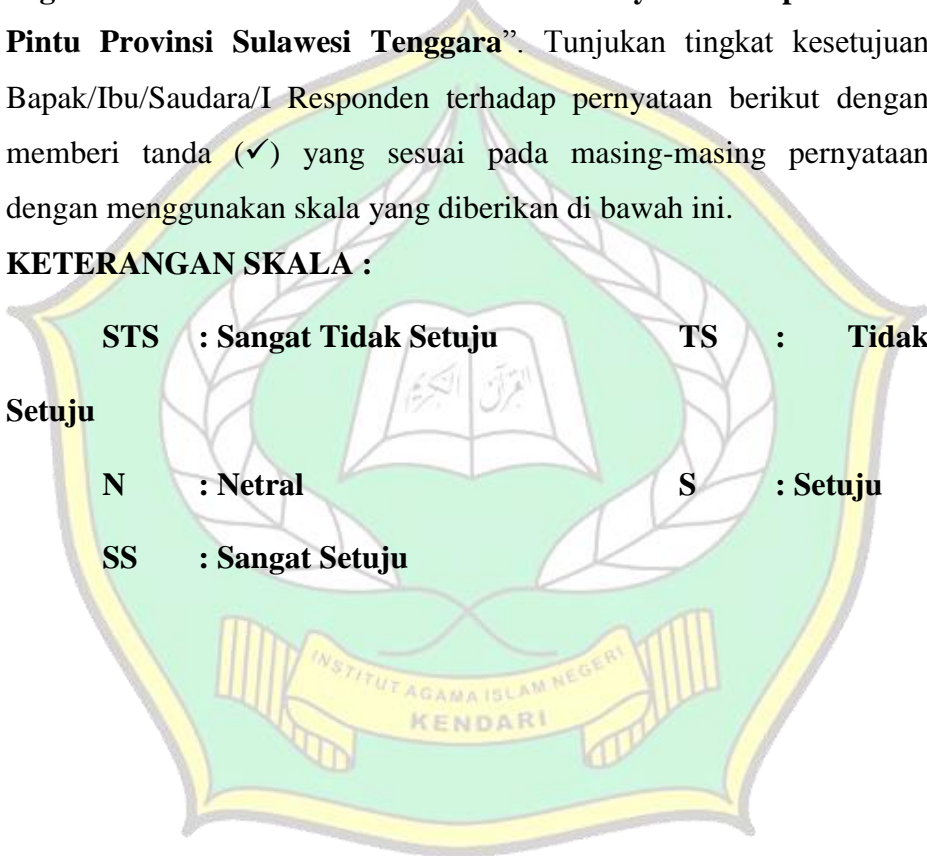 Pintu Provinsi Sulawesi Tenggara”. Tunjukan tingkat kesetujuan
Bapak/Ibu/Saudara/I Responden terhadap pernyataan berikut dengan
memberi tanda (✓) yang sesuai pada masing-masing pernyataan
dengan menggunakan skala yang diberikan di bawah ini.
KETERANGAN SKALA :
STS : Sangat Tidak Setuju TS : Tidak
Setuju
N : Netral S : Setuju
SS : Sangat Setuju
القرآن الكريم
INSTITUT AGAMA ISLAM NEGERI
KENDARI